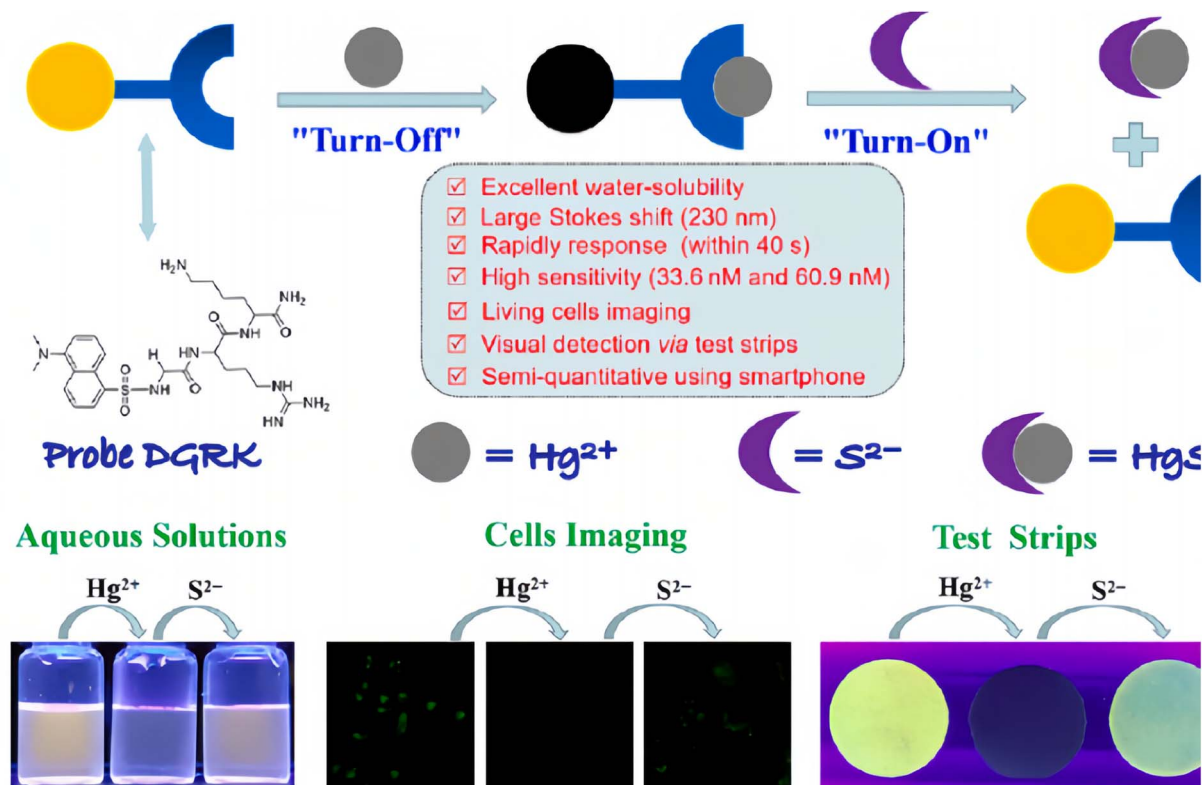 "Turn-Off"
"Turn-On"
☑ Excellent water-solubility
☑ Large Stokes shift (230 nm)
☑ Rapidly response (within 40 s)
☑ High sensitivity (33.6 nM and 60.9 nM)
☑ Living cells imaging
☑ Visual detection via test strips
☑ Semi-quantitative using smartphone
H₂N
NH₂
O
O
NH
N
H
HN
O
S
O
NH
O
H
N
NH₂
HN
Probe DGRK
= Hg²⁺
= S²⁻
= HgS
Aqueous Solutions
Cells Imaging
Test Strips
Hg²⁺
S²⁻
Hg²⁺
S²⁻
Hg²⁺
S²⁻